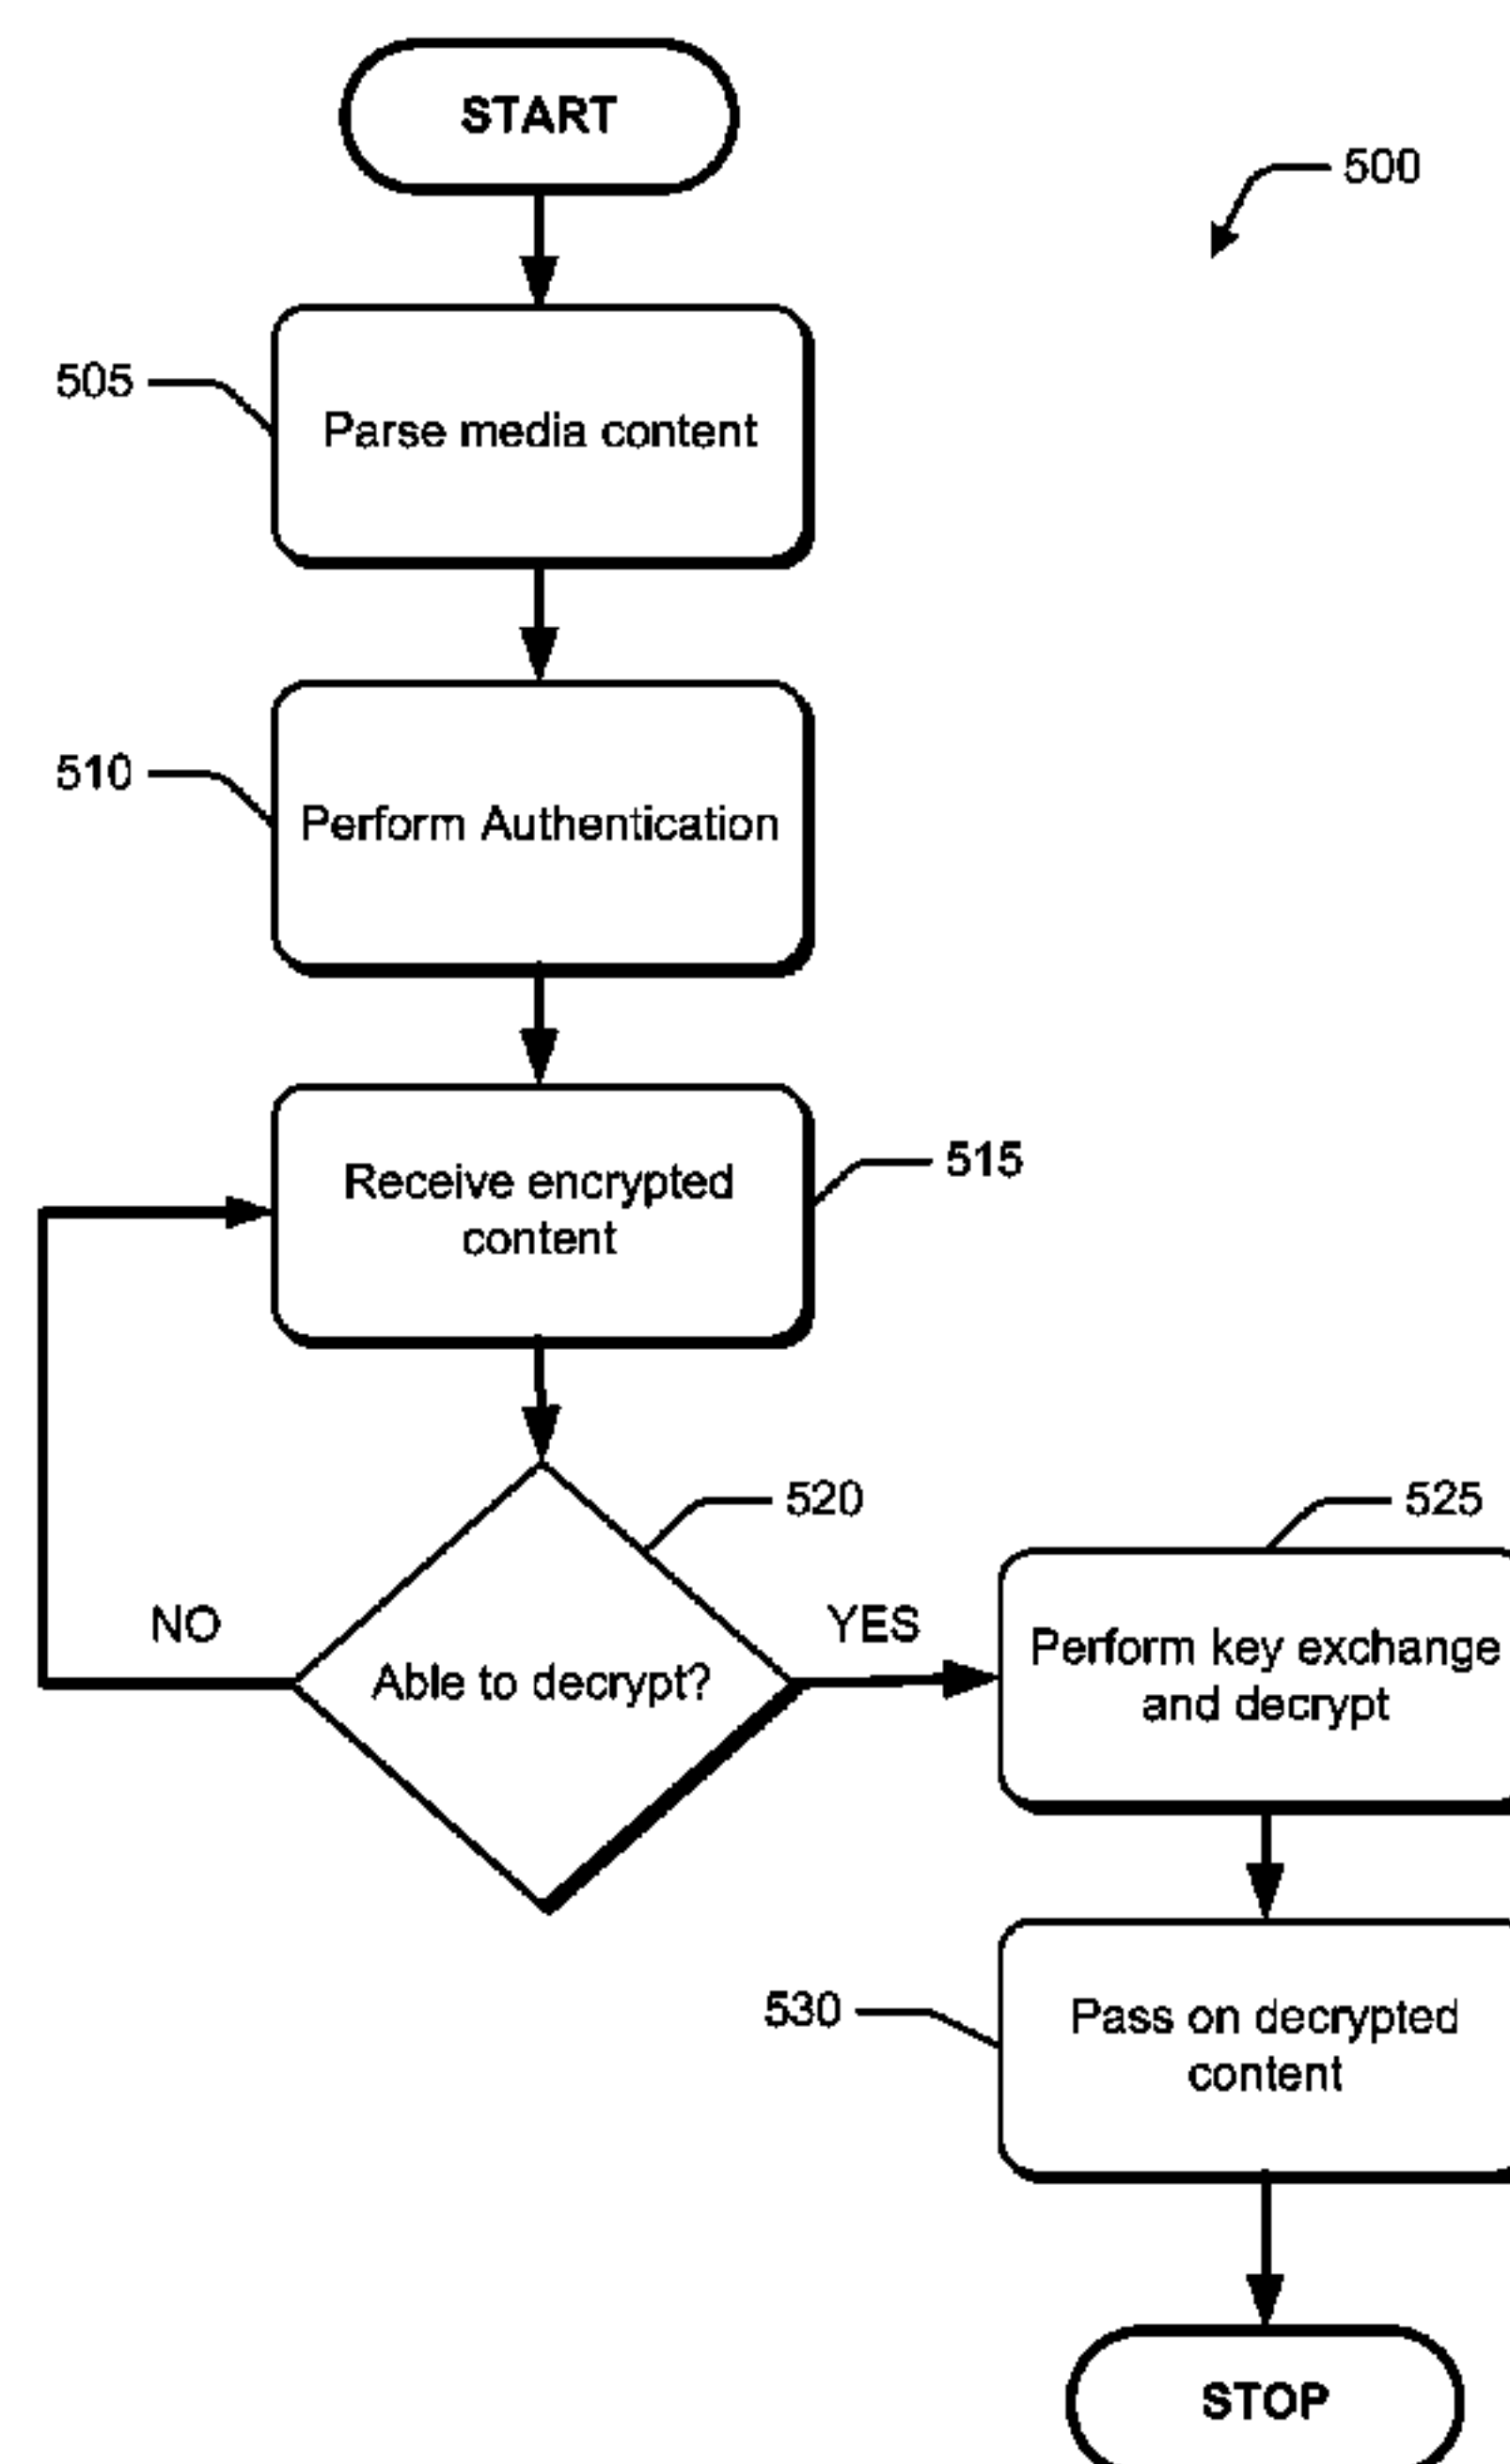 START
500
505
Parse media content
510
Perform Authentication
Receive encrypted
content
515
520
525
NO
YES
Able to decrypt?
Perform key exchange
and decrypt
530
Pass on decrypted
content
STOP